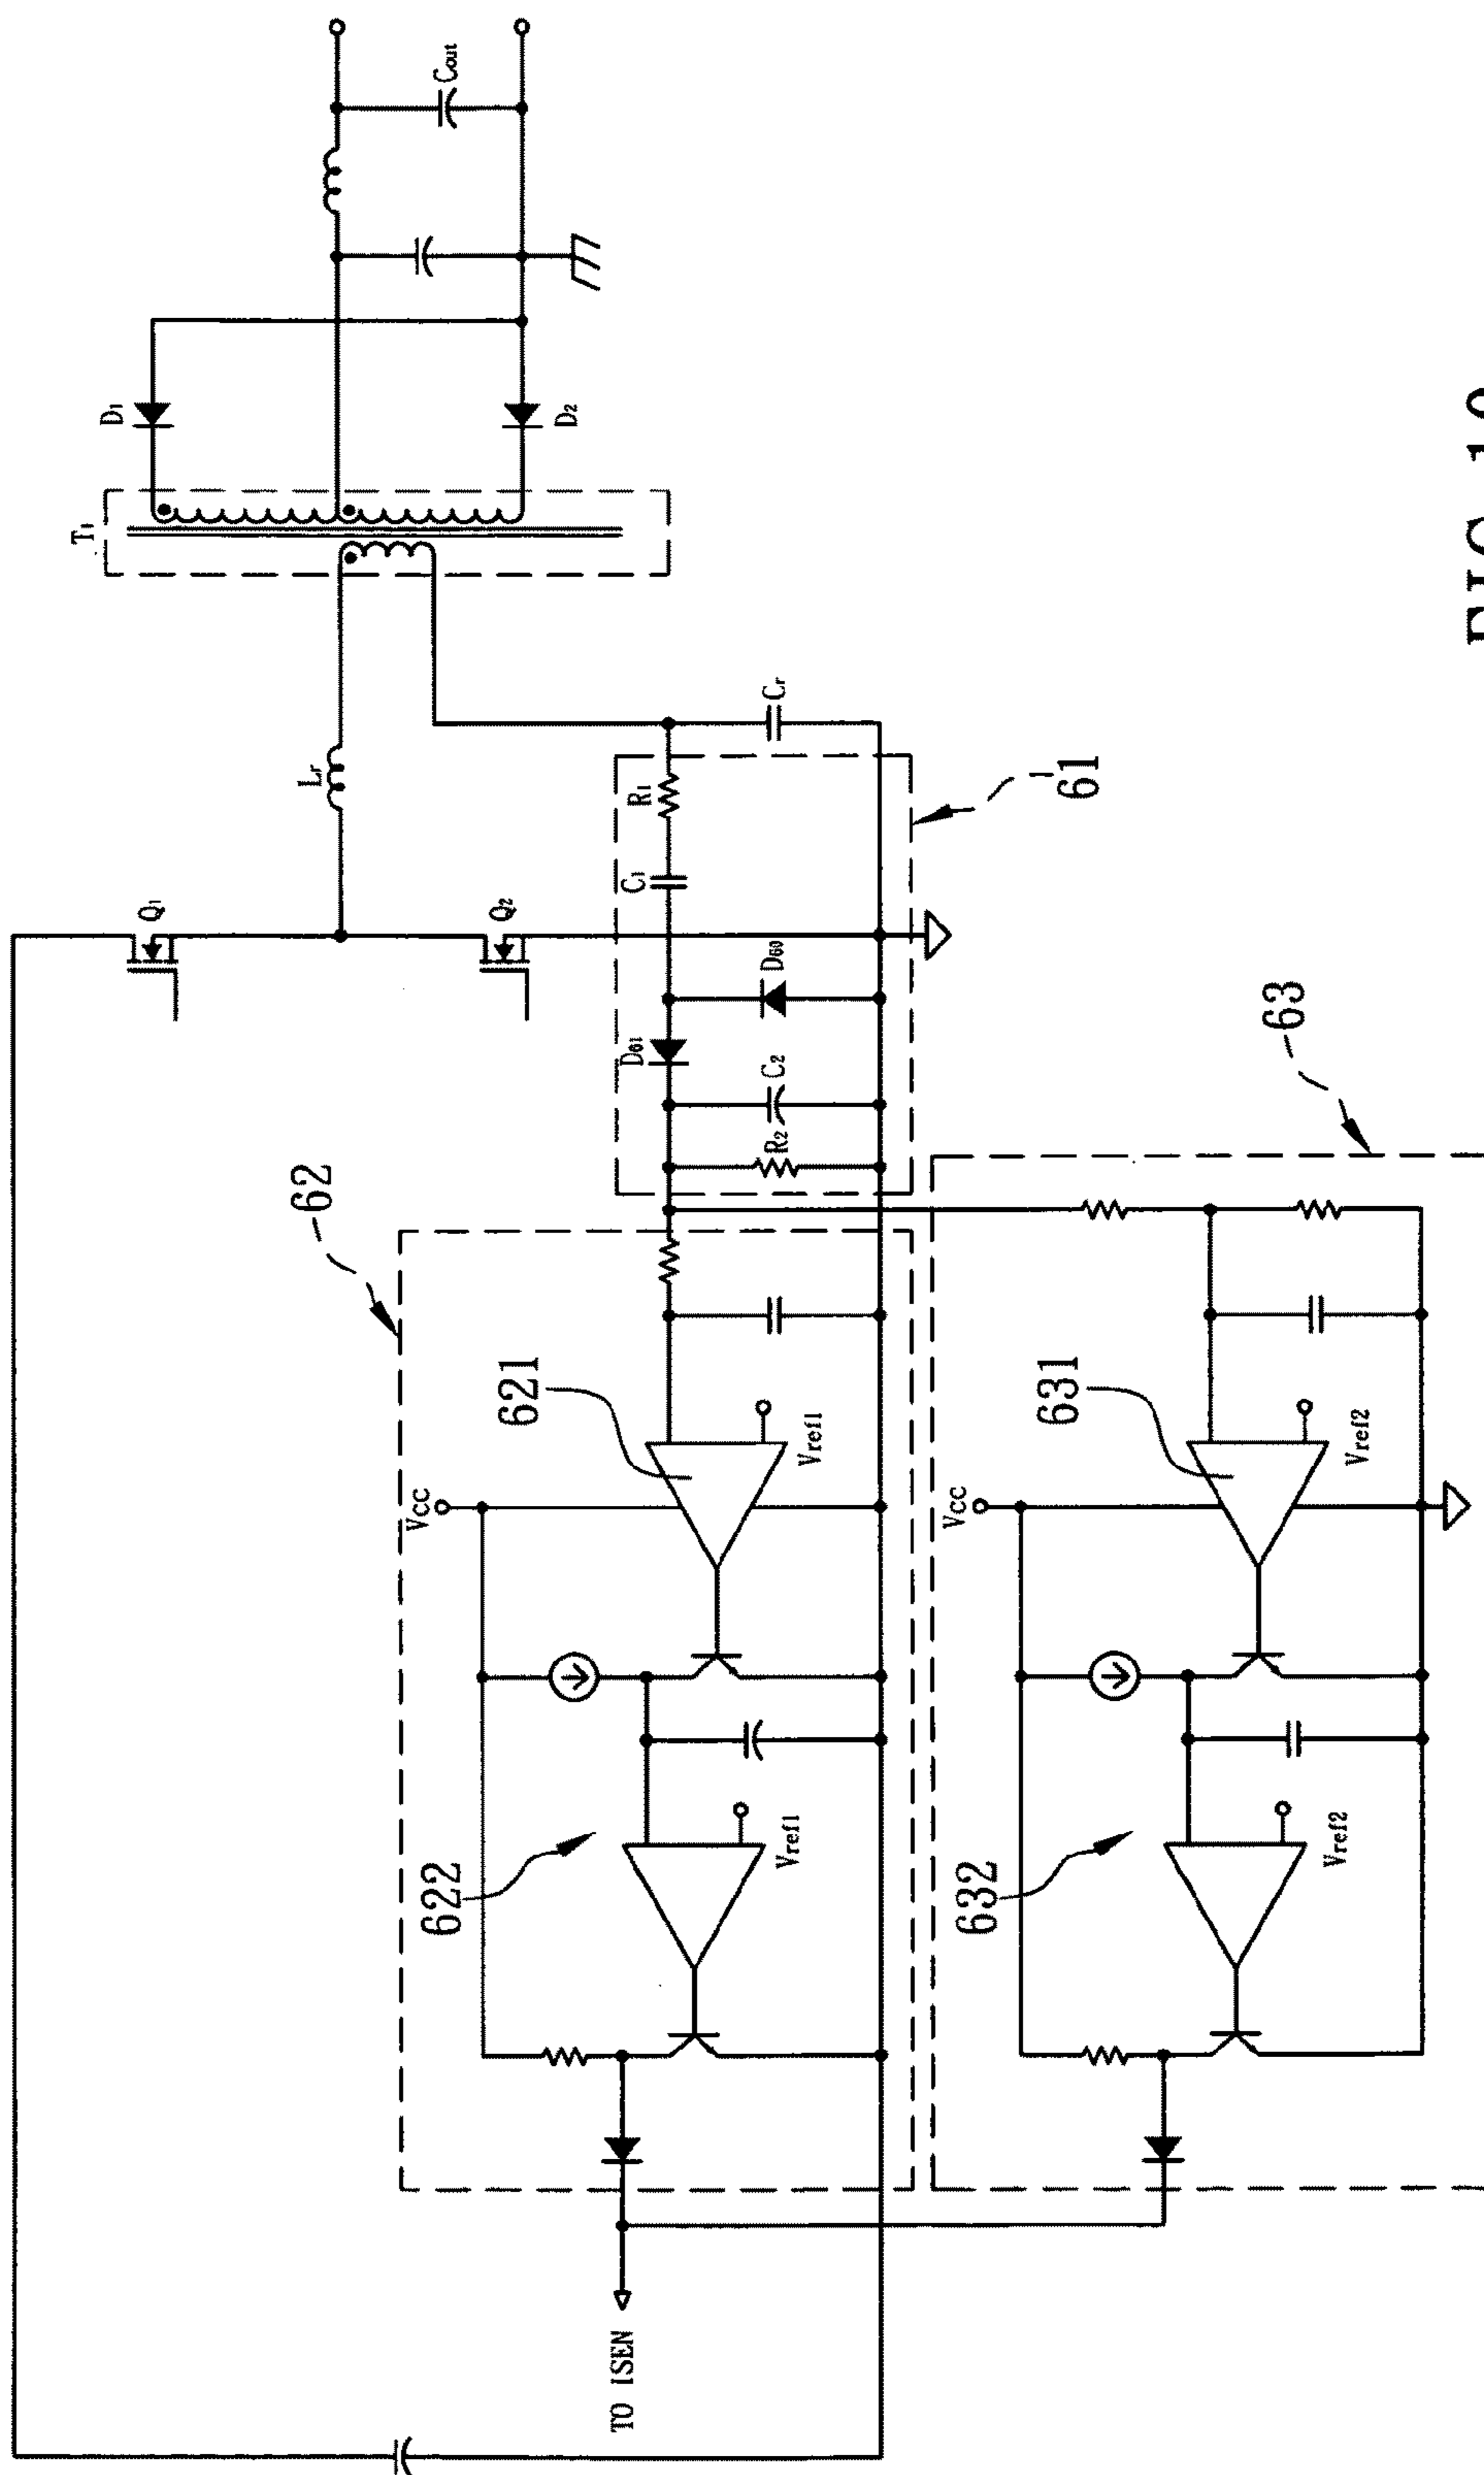 T₁
D₁
Cout
Q₁
Lr
D₂
62
Q₂
TO ISEN
622
Vcc
621
D₆₁
C₁
R₁
Vref1
Vref1
R₂
C₂
D₆₀
Cr
632
Vcc
631
63
61
Vref2
Vref2
FIG